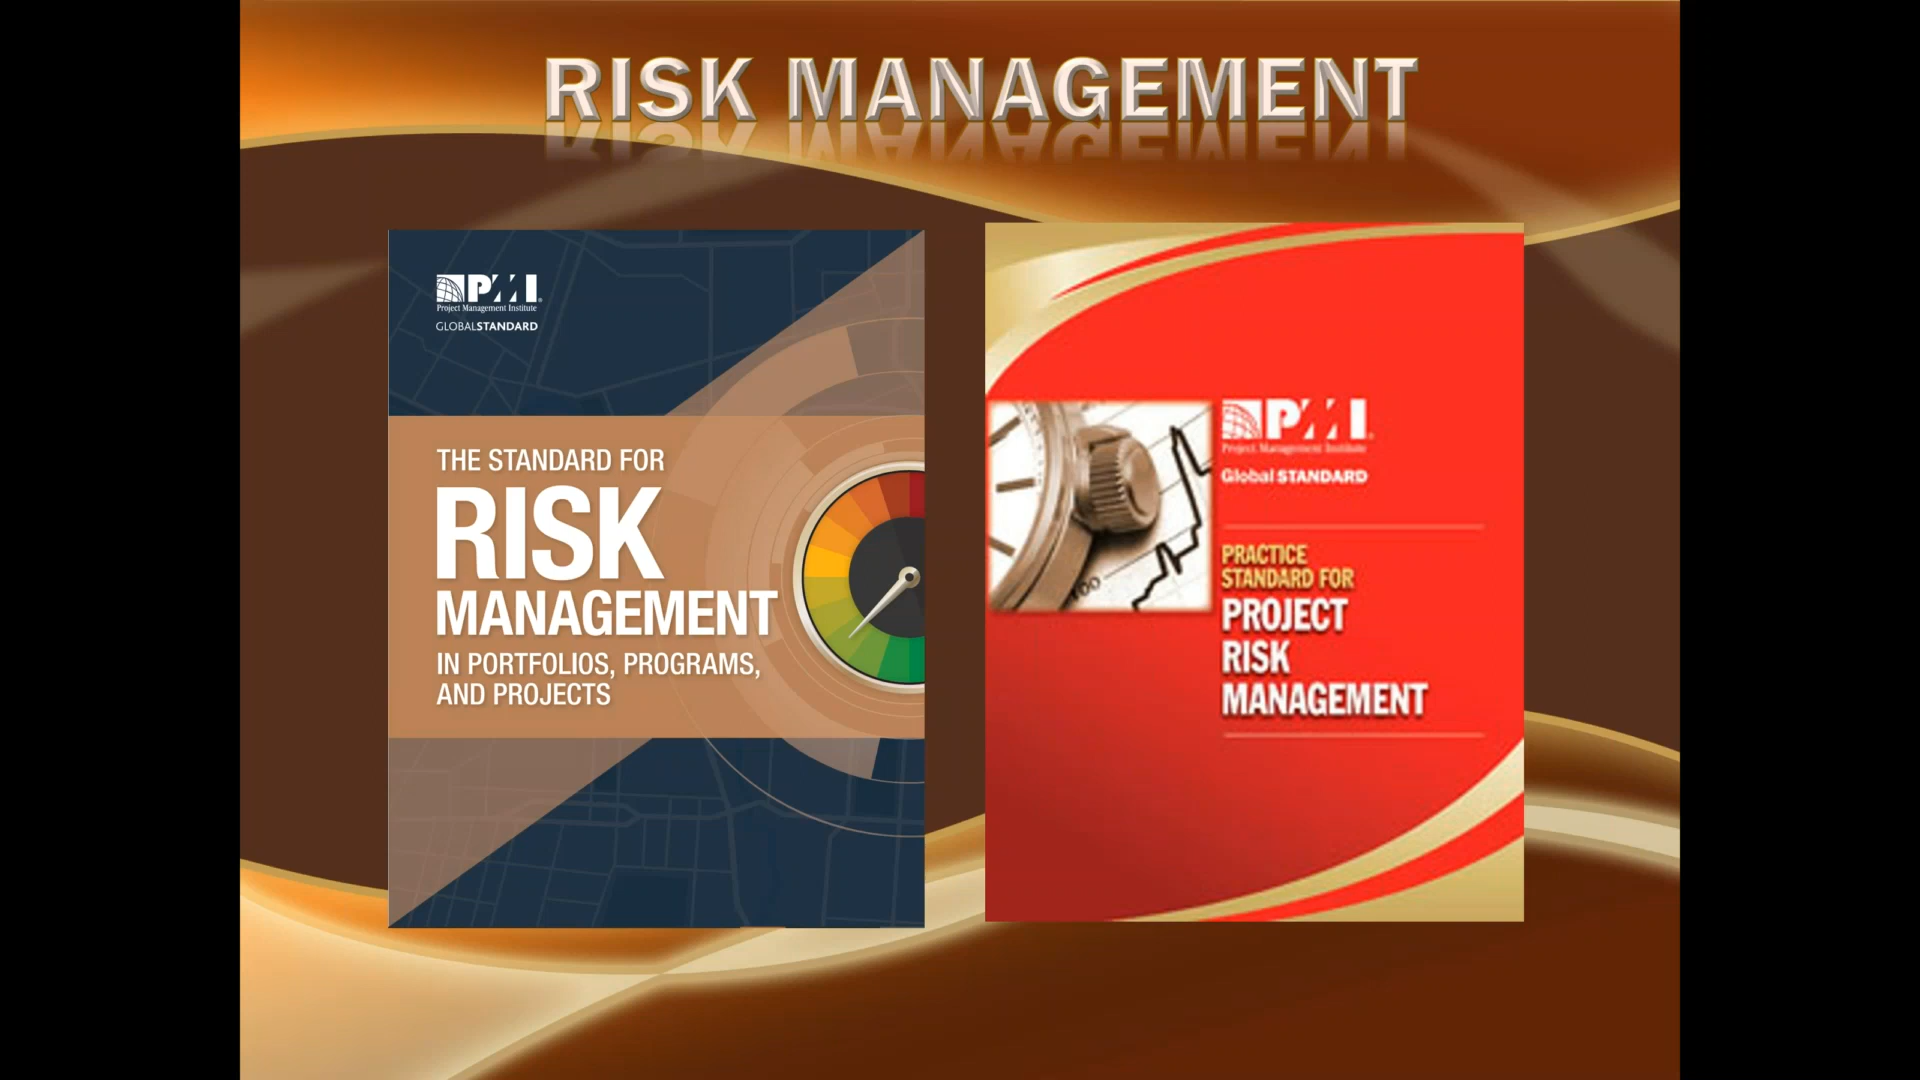 RISK MANAGEMENT
PMI
Project Management Institute
GLOBALSTANDARD
THE STANDARD FOR
RISK
MANAGEMENT
IN PORTFOLIOS, PROGRAMS,
AND PROJECTS
PMI
Project Management Institute
Global STANDARD
PRACTICE
STANDARD FOR
PROJECT
RISK
MANAGEMENT